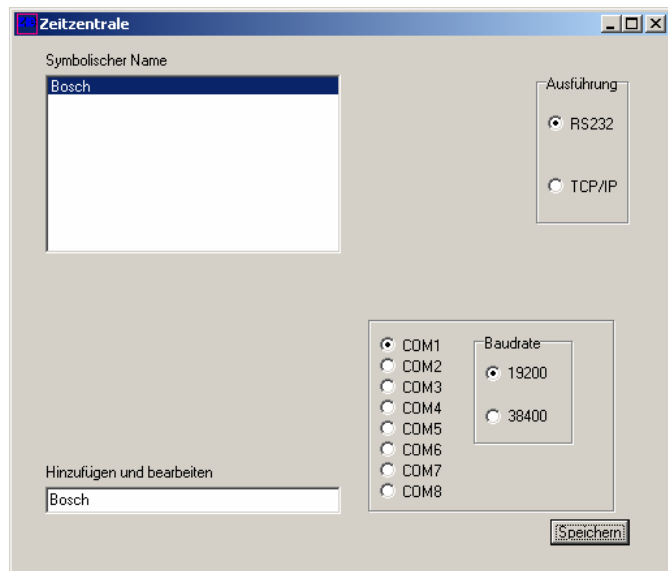 Zeitzentrale
Symbolischer Name
Bosch
Ausführung
RS232
TCP/IP
COM1
COM2
COM3
COM4
COM5
COM6
COM7
COM8
Baudrate
19200
38400
Hinzufügen und bearbeiten
Bosch
Speichern